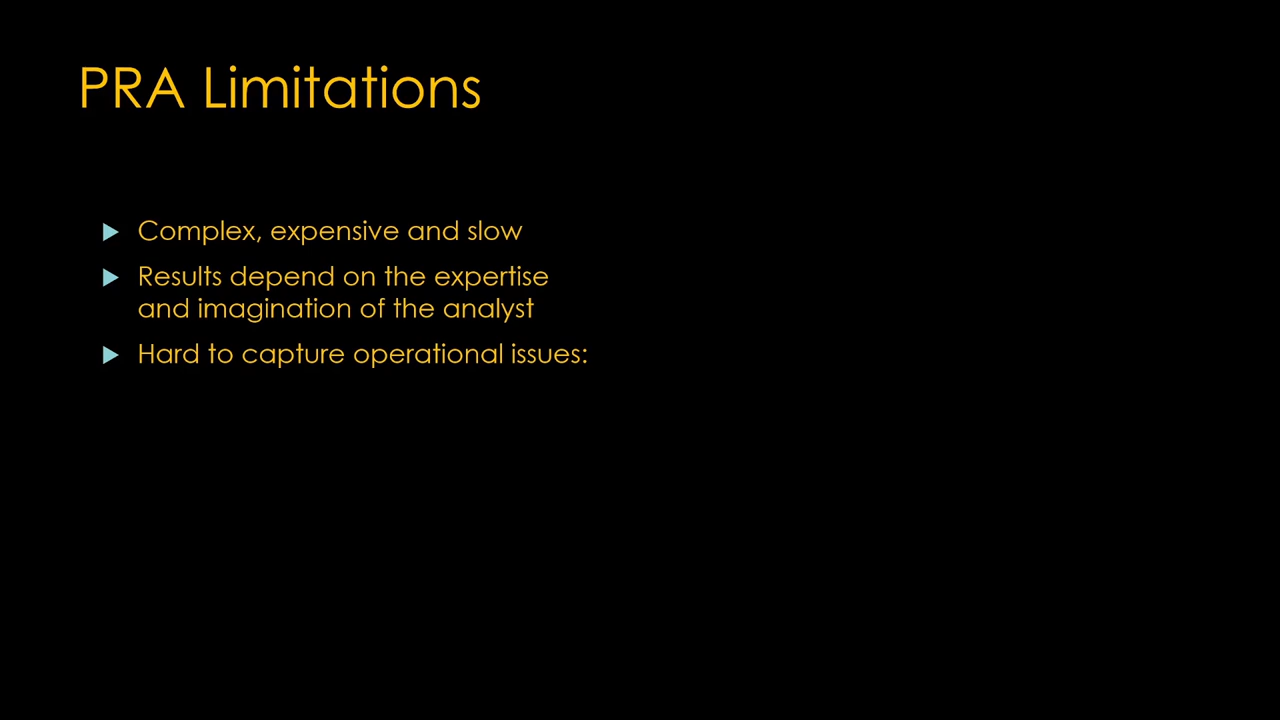 PRA Limitations
Complex, expensive and slow
Results depend on the expertise
and imagination of the analyst
Hard to capture operational issues: